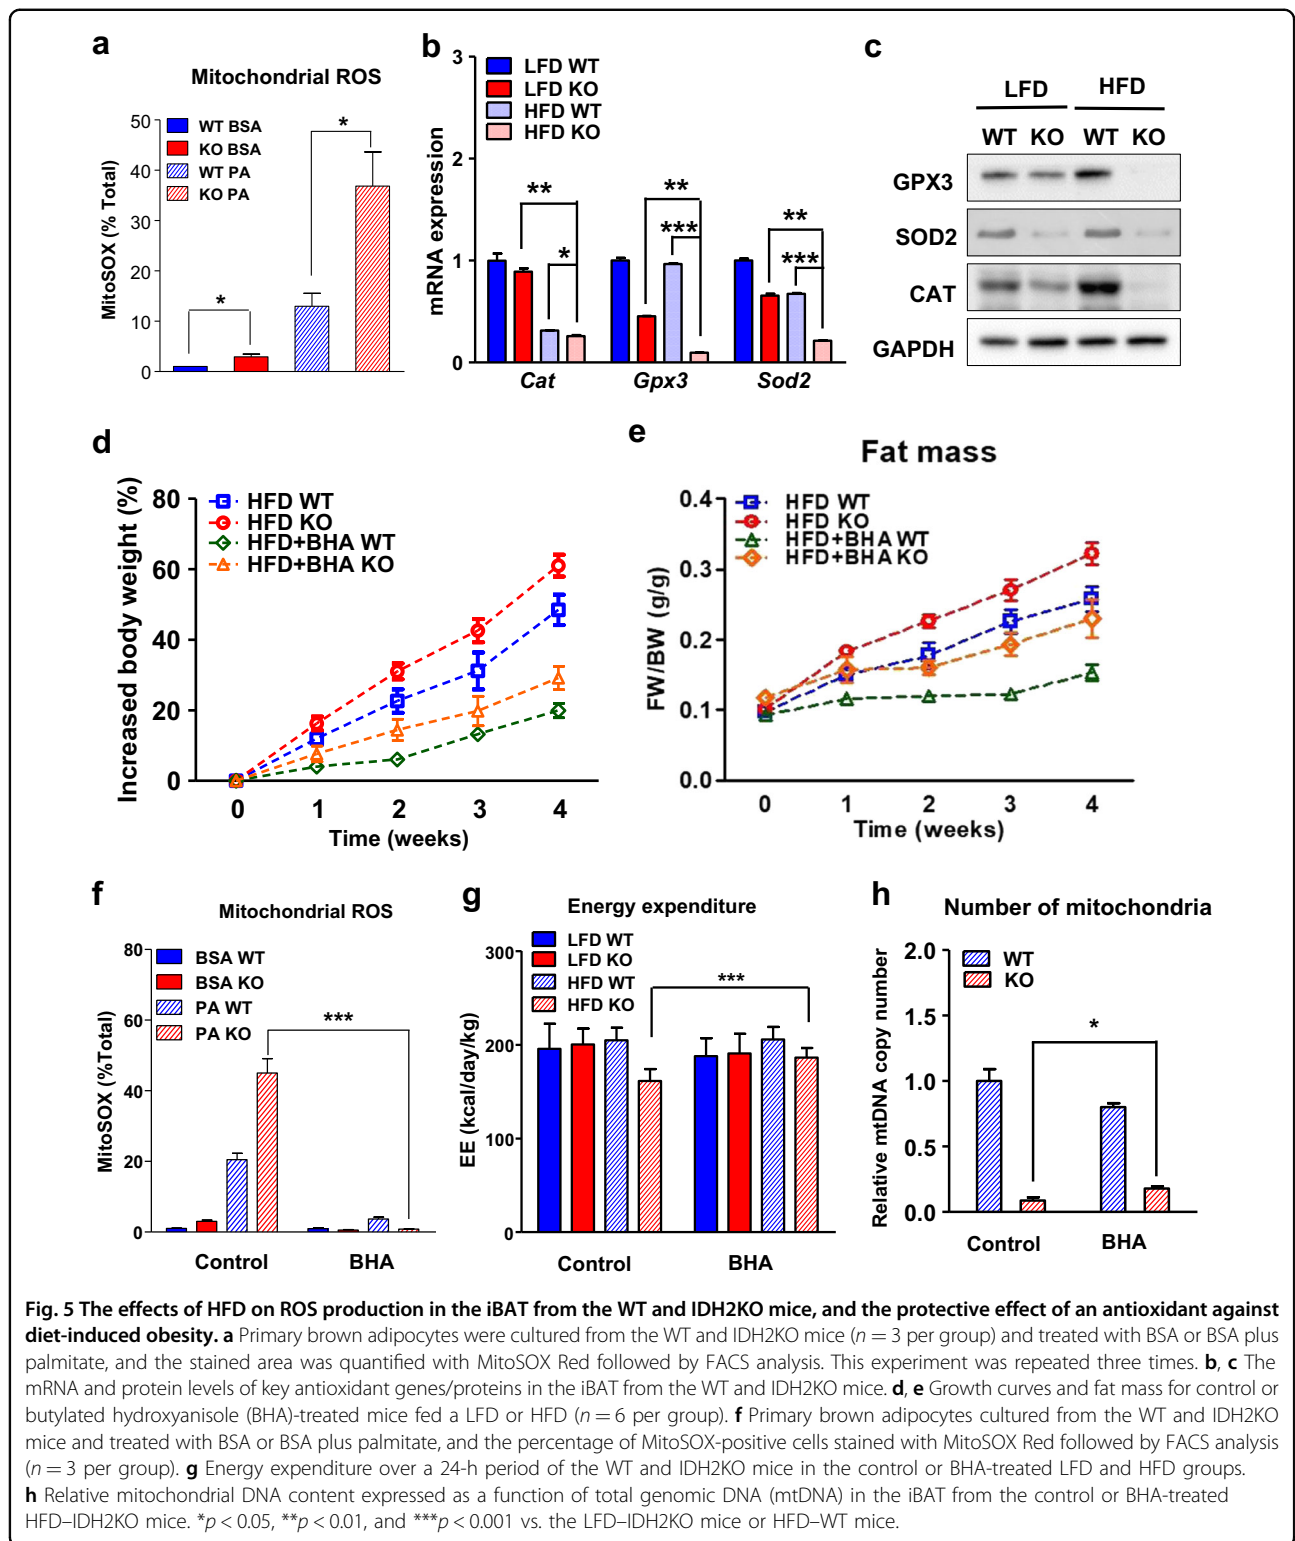 a
Mitochondrial ROS
MitoSOX (% Total)
50
40
30
20
10
0
WT BSA
KO BSA
WT PA
KO PA
*
*
b
mRNA expression
3
2
1
0
LFD WT
LFD KO
HFD WT
HFD KO
**
*
**
***
**
***
Cat Gpx3 Sod2
c
LFD HFD
WT KO WT KO
GPX3
SOD2
CAT
GAPDH
d
Increased body weight (%)
80
60
40
20
0
HFD WT
HFD KO
HFD+BHA WT
HFD+BHA KO
0 1 2 3 4
Time (weeks)
e
Fat mass
FW/BW (g/g)
0.4
0.3
0.2
0.1
0.0
HFD WT
HFD KO
HFD+BHA WT
HFD+BHA KO
0 1 2 3 4
Time (weeks)
f
Mitochondrial ROS
MitoSOX (%Total)
80
60
40
20
0
BSA WT
BSA KO
PA WT
PA KO
***
Control BHA
g
Energy expenditure
EE (kcal/day/kg)
300
200
100
0
LFD WT
LFD KO
HFD WT
HFD KO
***
Control BHA
h
Number of mitochondria
Relative mtDNA copy number
2.0
1.5
1.0
0.5
0.0
WT
KO
*
Control BHA
Fig. 5 The effects of HFD on ROS production in the iBAT from the WT and IDH2KO mice, and the protective effect of an antioxidant against
diet-induced obesity. a Primary brown adipocytes were cultured from the WT and IDH2KO mice (n = 3 per group) and treated with BSA or BSA plus
palmitate, and the stained area was quantified with MitoSOX Red followed by FACS analysis. This experiment was repeated three times. b, c The
mRNA and protein levels of key antioxidant genes/proteins in the iBAT from the WT and IDH2KO mice. d, e Growth curves and fat mass for control or
butylated hydroxyanisole (BHA)-treated mice fed a LFD or HFD (n = 6 per group). f Primary brown adipocytes cultured from the WT and IDH2KO
mice and treated with BSA or BSA plus palmitate, and the percentage of MitoSOX-positive cells stained with MitoSOX Red followed by FACS analysis
(n = 3 per group). g Energy expenditure over a 24-h period of the WT and IDH2KO mice in the control or BHA-treated LFD and HFD groups.
h Relative mitochondrial DNA content expressed as a function of total genomic DNA (mtDNA) in the iBAT from the control or BHA-treated
HFD–IDH2KO mice. *p < 0.05, **p < 0.01, and ***p < 0.001 vs. the LFD–IDH2KO mice or HFD–WT mice.